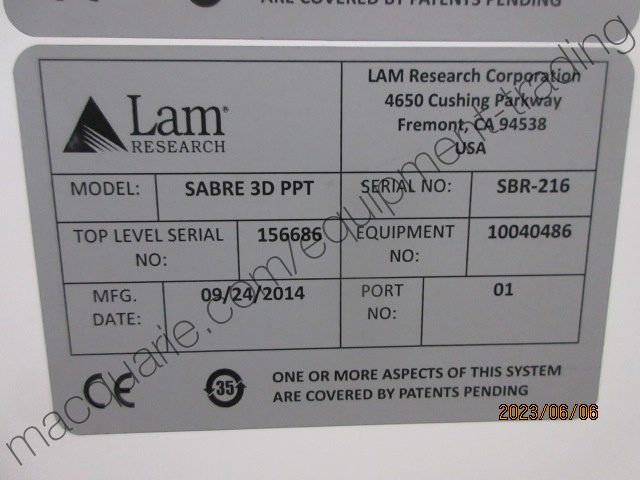 ARE COVERED BY PATENTS PENDING
Lam®
RESEARCH
LAM Research Corporation
4650 Cushing Parkway
Fremont, CA 94538
USA
MODEL: SABRE 3D PPT SERIAL NO: SBR-216
TOP LEVEL SERIAL NO: 156686 EQUIPMENT NO: 10040486
MFG. DATE: 09/24/2014 PORT NO: 01
CE 35 ONE OR MORE ASPECTS OF THIS SYSTEM
ARE COVERED BY PATENTS PENDING
2023/06/06
macquarie.com/equipment-trading